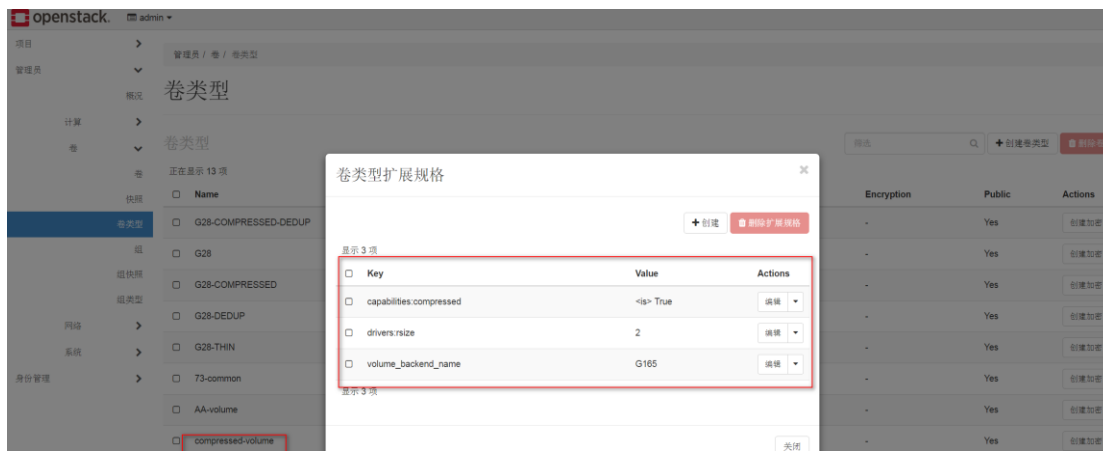 openstack. admin
项目
管理员
概况
计算
卷
卷
快照
卷类型
组
组快照
组类型
网络
系统
身份管理
管理员 / 卷 / 卷类型
卷类型
卷类型
筛选
创建卷类型
删除卷
正在显示 13 项
Name Encryption Public Actions
G28-COMPRESSED-DEDUP - Yes 创建加密
G28 - Yes 创建加密
G28-COMPRESSED - Yes 创建加密
G28-DEDUP - Yes 创建加密
G28-THIN - Yes 创建加密
73-common - Yes 创建加密
AA-volume - Yes 创建加密
compressed-volume - Yes 创建加密
卷类型扩展规格 ×
创建 删除扩展规格
显示 3 项
Key Value Actions
capabilities:compressed <is> True 编辑
drivers:rsize 2 编辑
volume_backend_name G165 编辑
显示 3 项
关闭